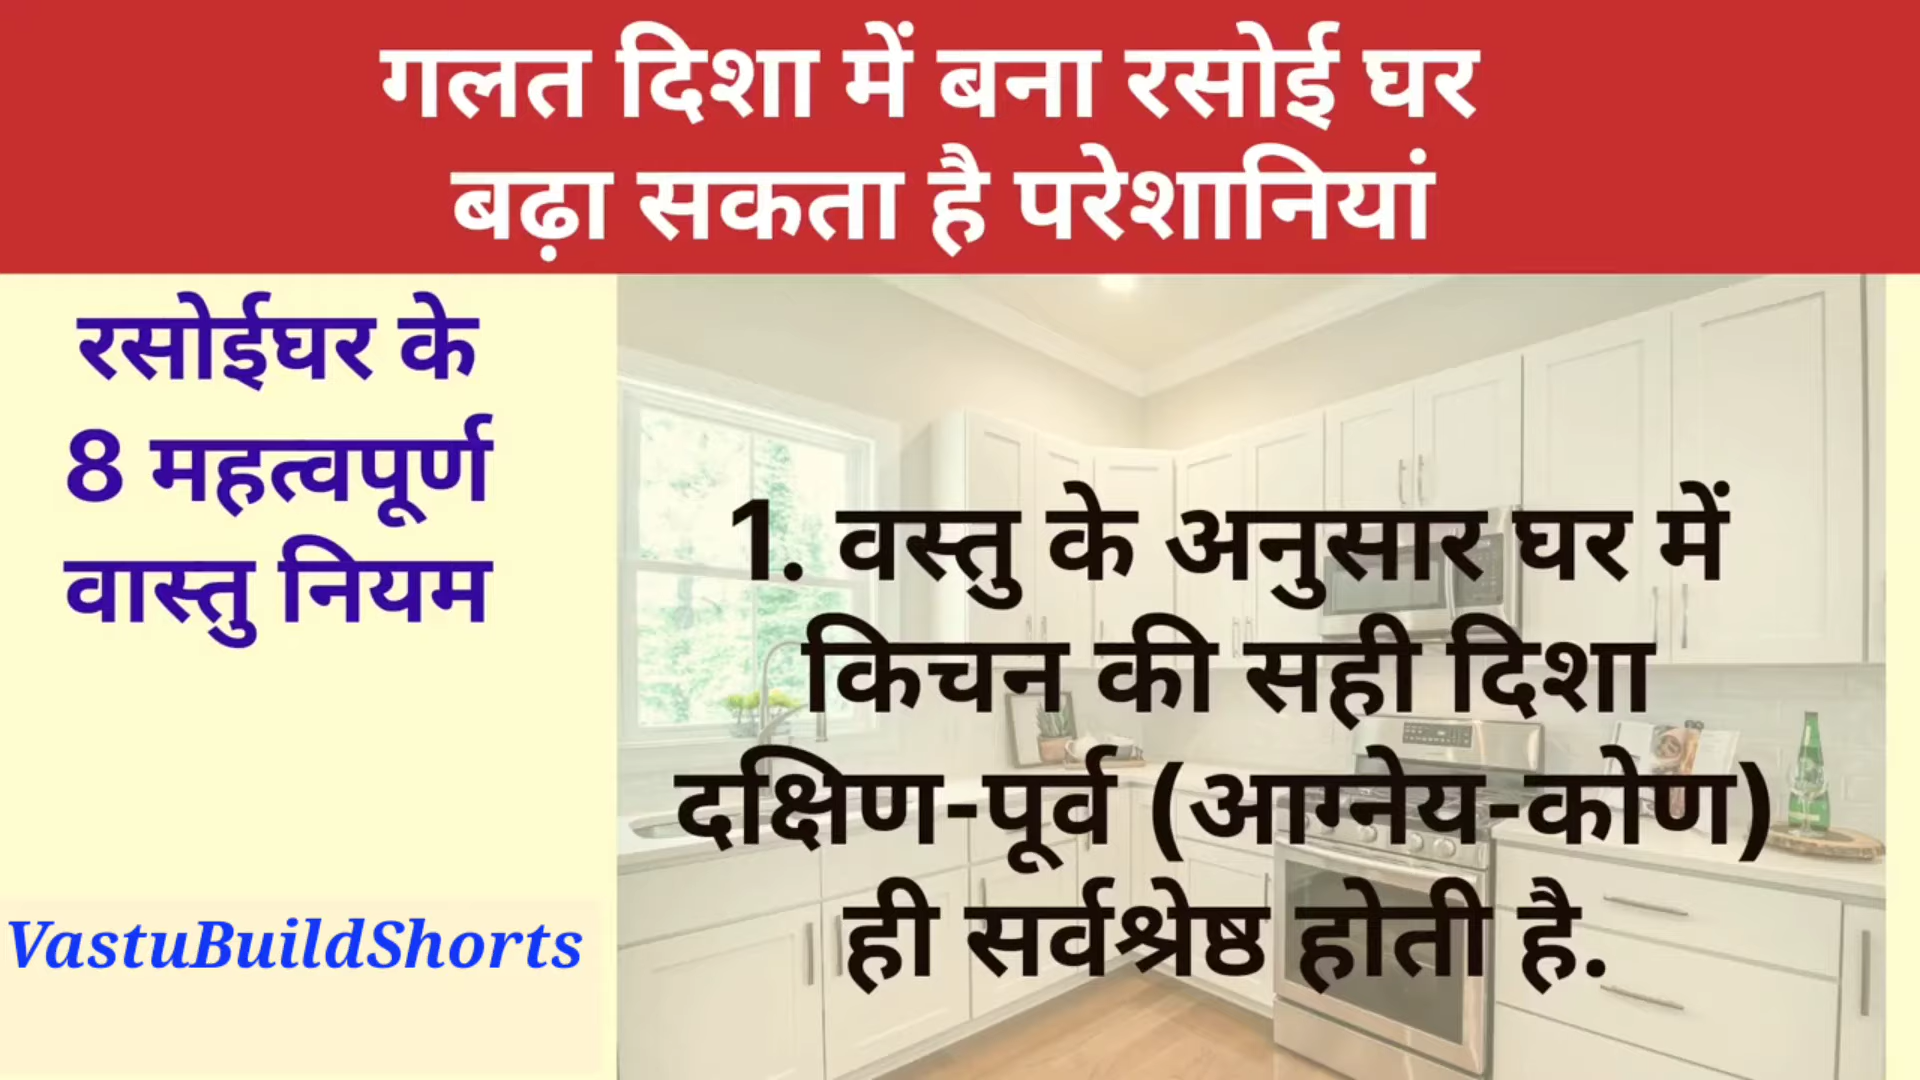 गलत दिशा में बना रसोई घर
बढ़ा सकता है परेशानियां
रसोईघर के
8 महत्वपूर्ण
वास्तु नियम
1. वस्तु के अनुसार घर में
किचन की सही दिशा
दक्षिण-पूर्व (आग्नेय-कोण)
ही सर्वश्रेष्ठ होती है.
VastuBuildShorts